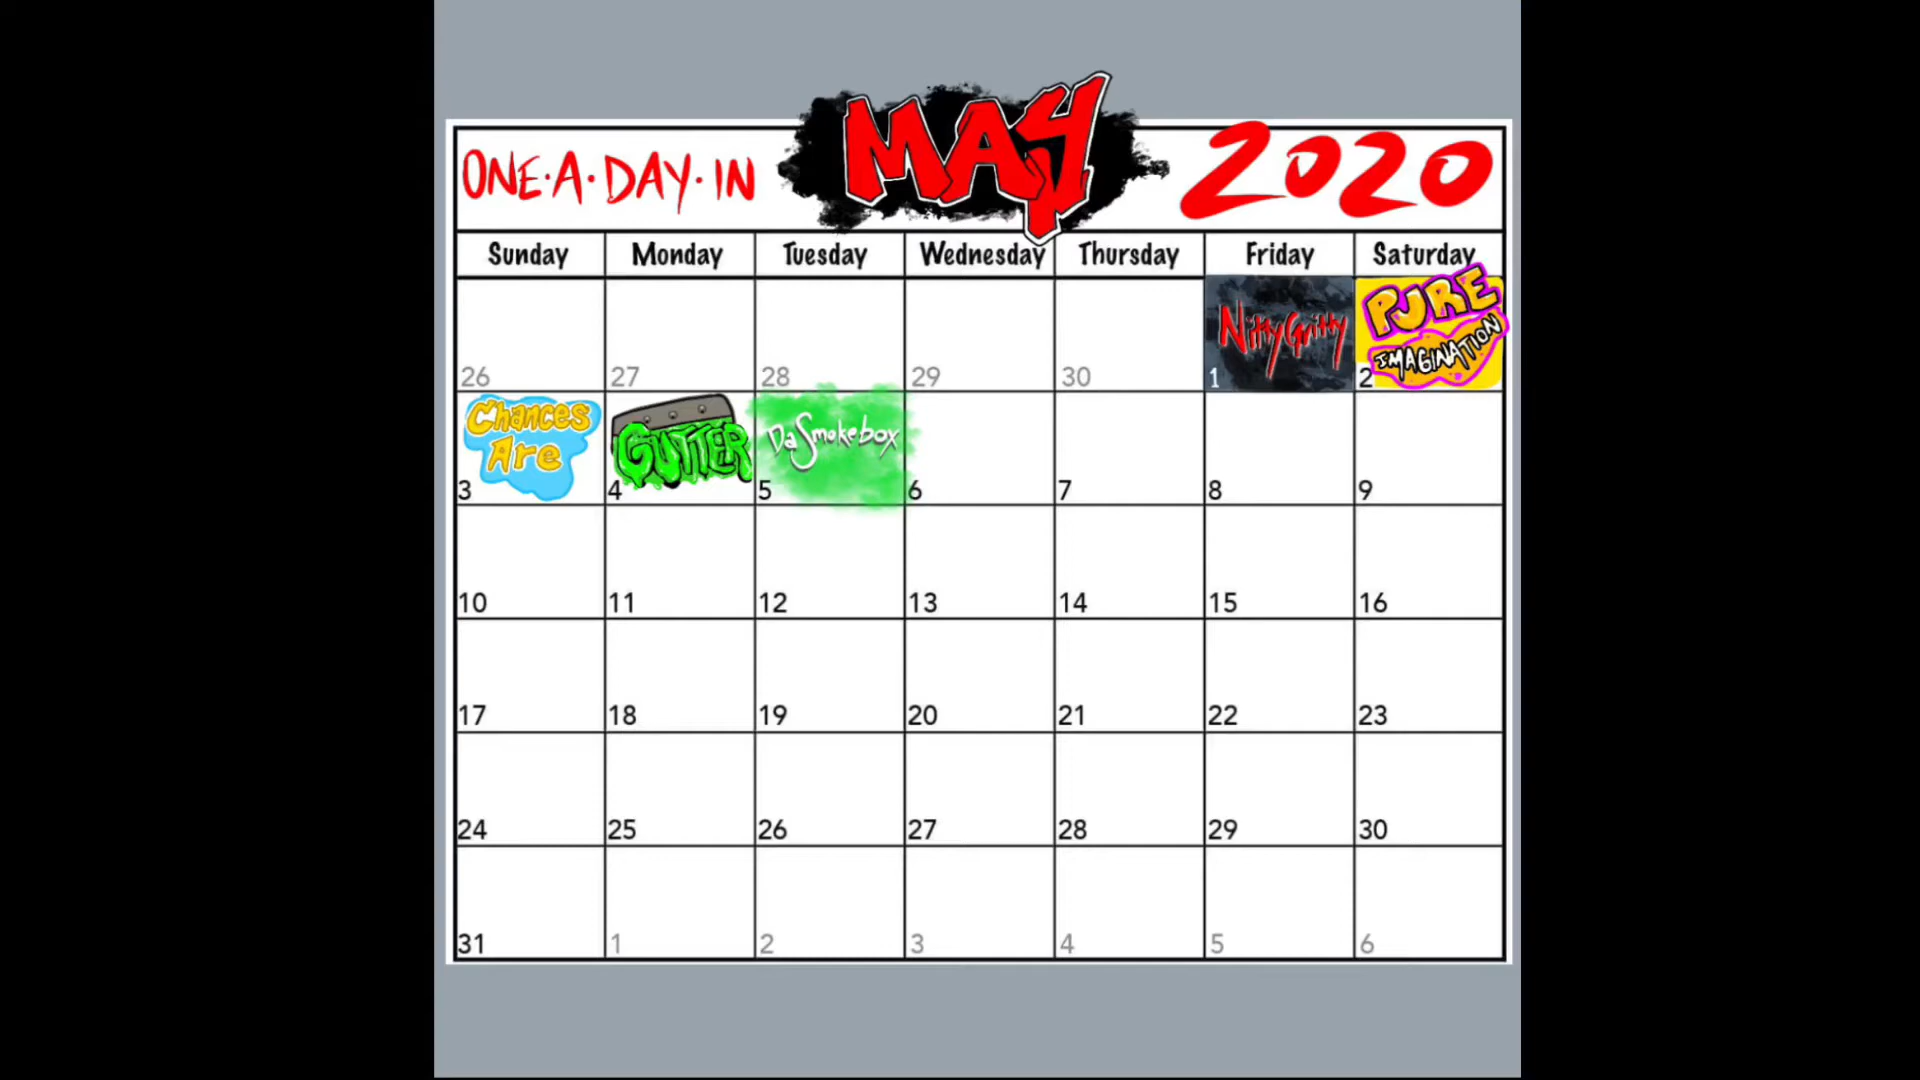 ONE·A·DAY·IN MAY 2020
Sunday Monday Tuesday Wednesday Thursday Friday Saturday
Nitty Gritty
PURE
IMAGINATION
26 27 28 29 30 1 2
Chances
Are
GUTTER
Da Smokebox
3 4 5 6 7 8 9
10 11 12 13 14 15 16
17 18 19 20 21 22 23
24 25 26 27 28 29 30
31 1 2 3 4 5 6